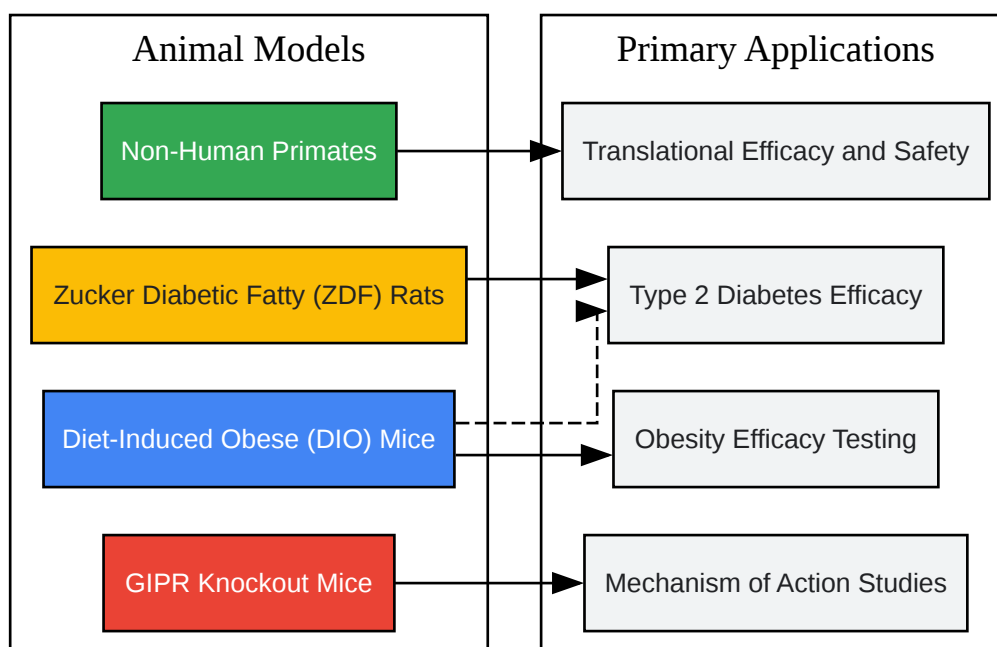 Animal Models
Non-Human Primates
Zucker Diabetic Fatty (ZDF) Rats
Diet-Induced Obese (DIO) Mice
GIPR Knockout Mice
Primary Applications
Translational Efficacy and Safety
Type 2 Diabetes Efficacy
Obesity Efficacy Testing
Mechanism of Action Studies